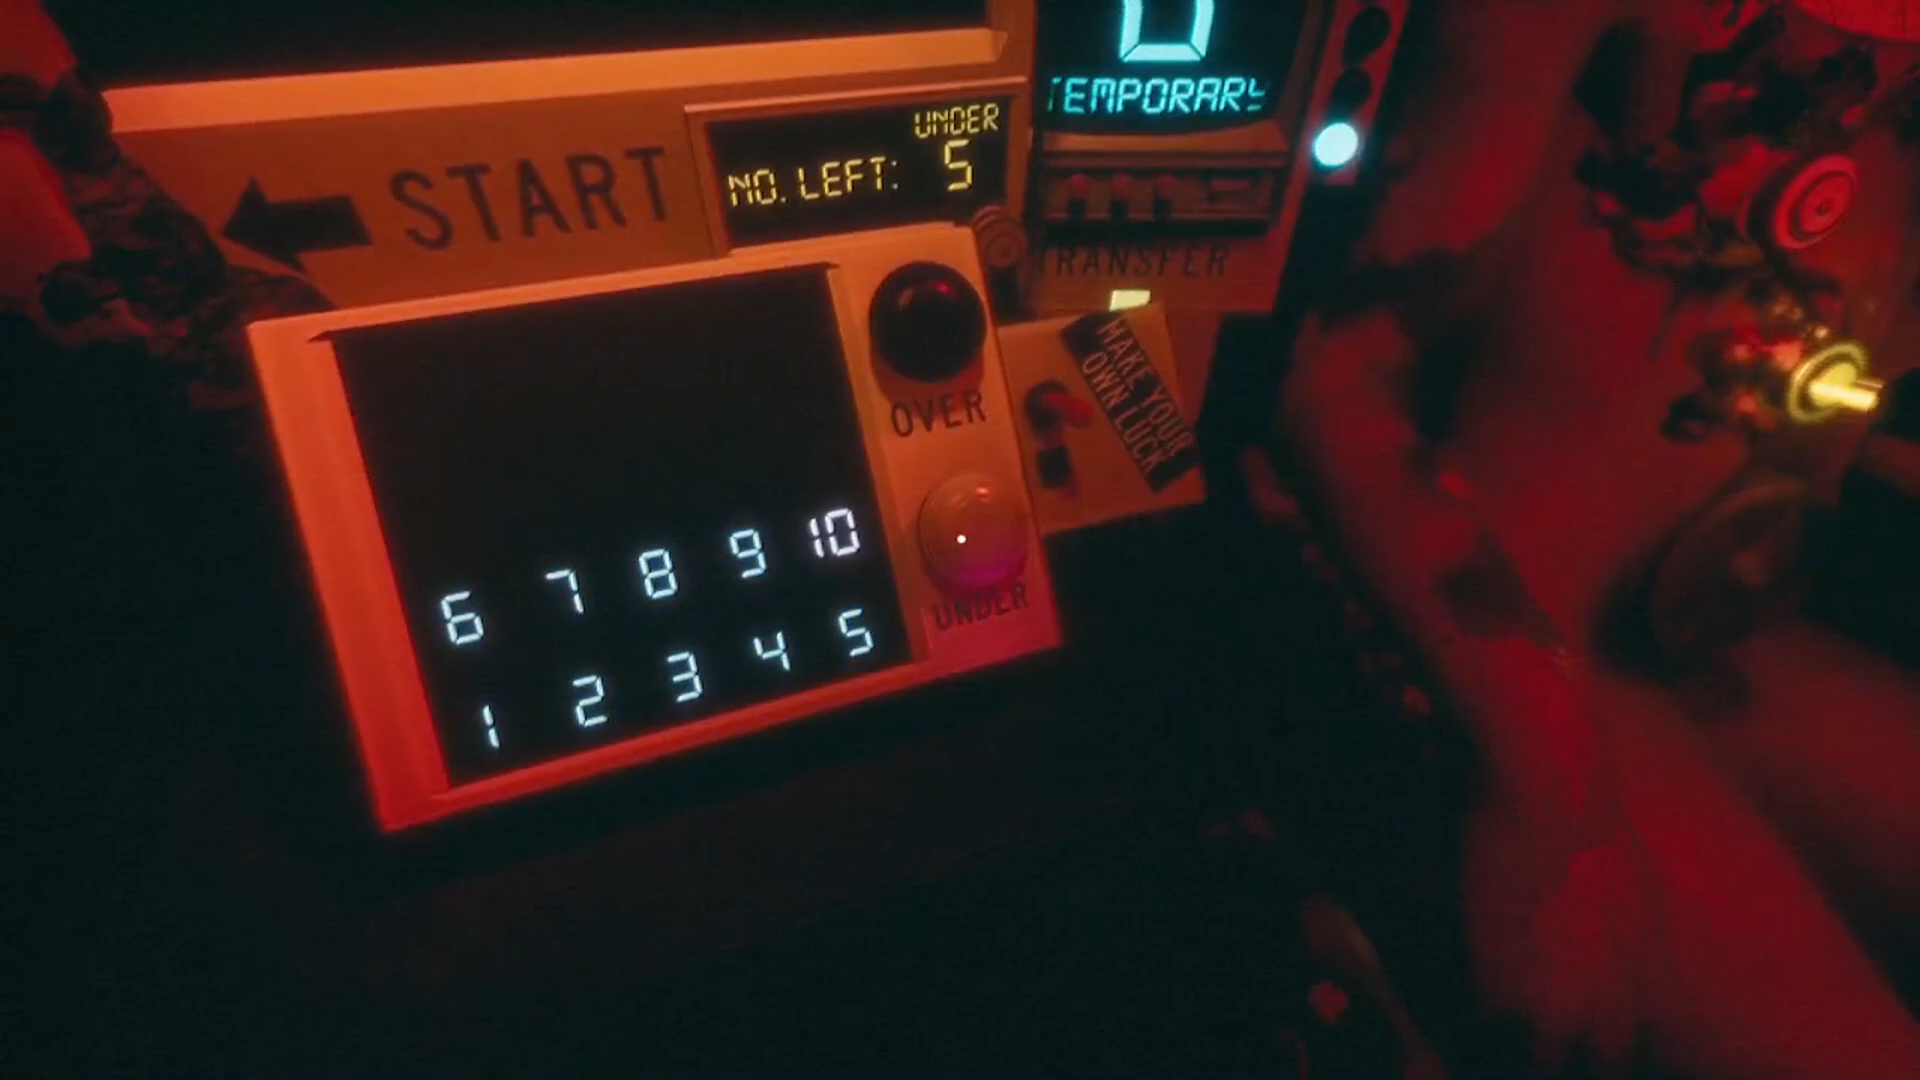 0
TEMPORARY
UNDER
NO. LEFT: 5
START
TRANSFER
MAKE YOUR
OWN LUCK
OVER
6 7 8 9 10
1 2 3 4 5
UNDER